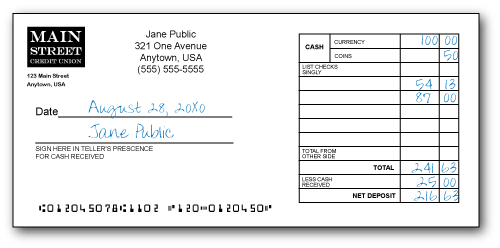 MAIN
STREET
CREDIT UNION
123 Main Street
Anytown, USA
Jane Public
321 One Avenue
Anytown, USA
(555) 555-5555
Date August 28, 20X0
Jane Public
SIGN HERE IN TELLER'S PRESCENCE
FOR CASH RECEIVED
CASH CURRENCY 100 00
COINS 50
LIST CHECKS
SINGLY
54 13
87 00
TOTAL FROM
OTHER SIDE
TOTAL 241 63
LESS CASH
RECEIVED 25 00
NET DEPOSIT 216 63
⑆012045078⑆1102 ⑈120⑉0120450⑈